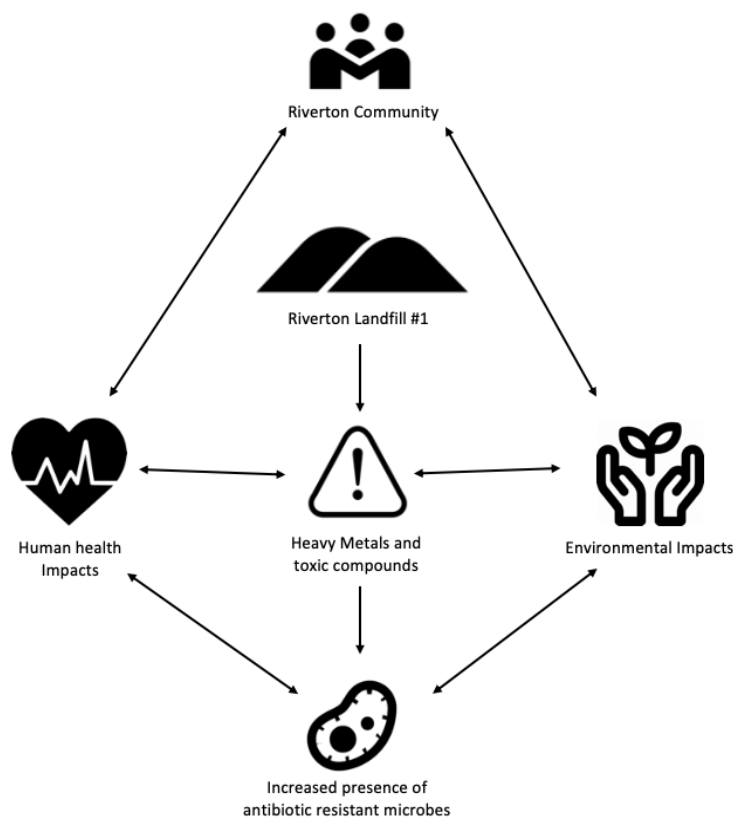 Riverton Community
Riverton Landfill #1
Human health
Impacts
Heavy Metals and
toxic compounds
Environmental Impacts
Increased presence of
antibiotic resistant microbes